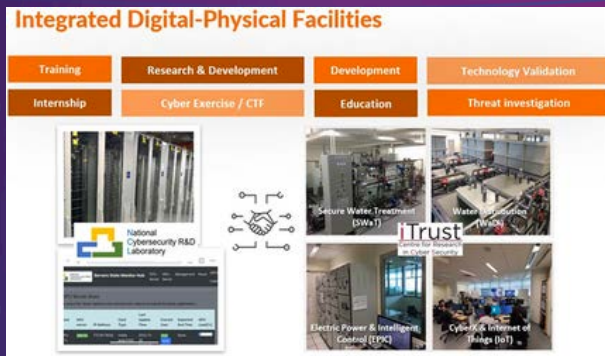 Integrated Digital-Physical Facilities
Training
Research & Development
Development
Technology Validation
Internship
Cyber Exercise / CTF
Education
Threat investigation
National
Cybersecurity R&D
Laboratory
Secure Water Treatment
(SWaT)
Water Distribution
(WaDi)
iTrust
Centre for Research
in Cyber Security
Electric Power & Intelligent
Control (EPIC)
CyberX & Internet of
Things (IoT)